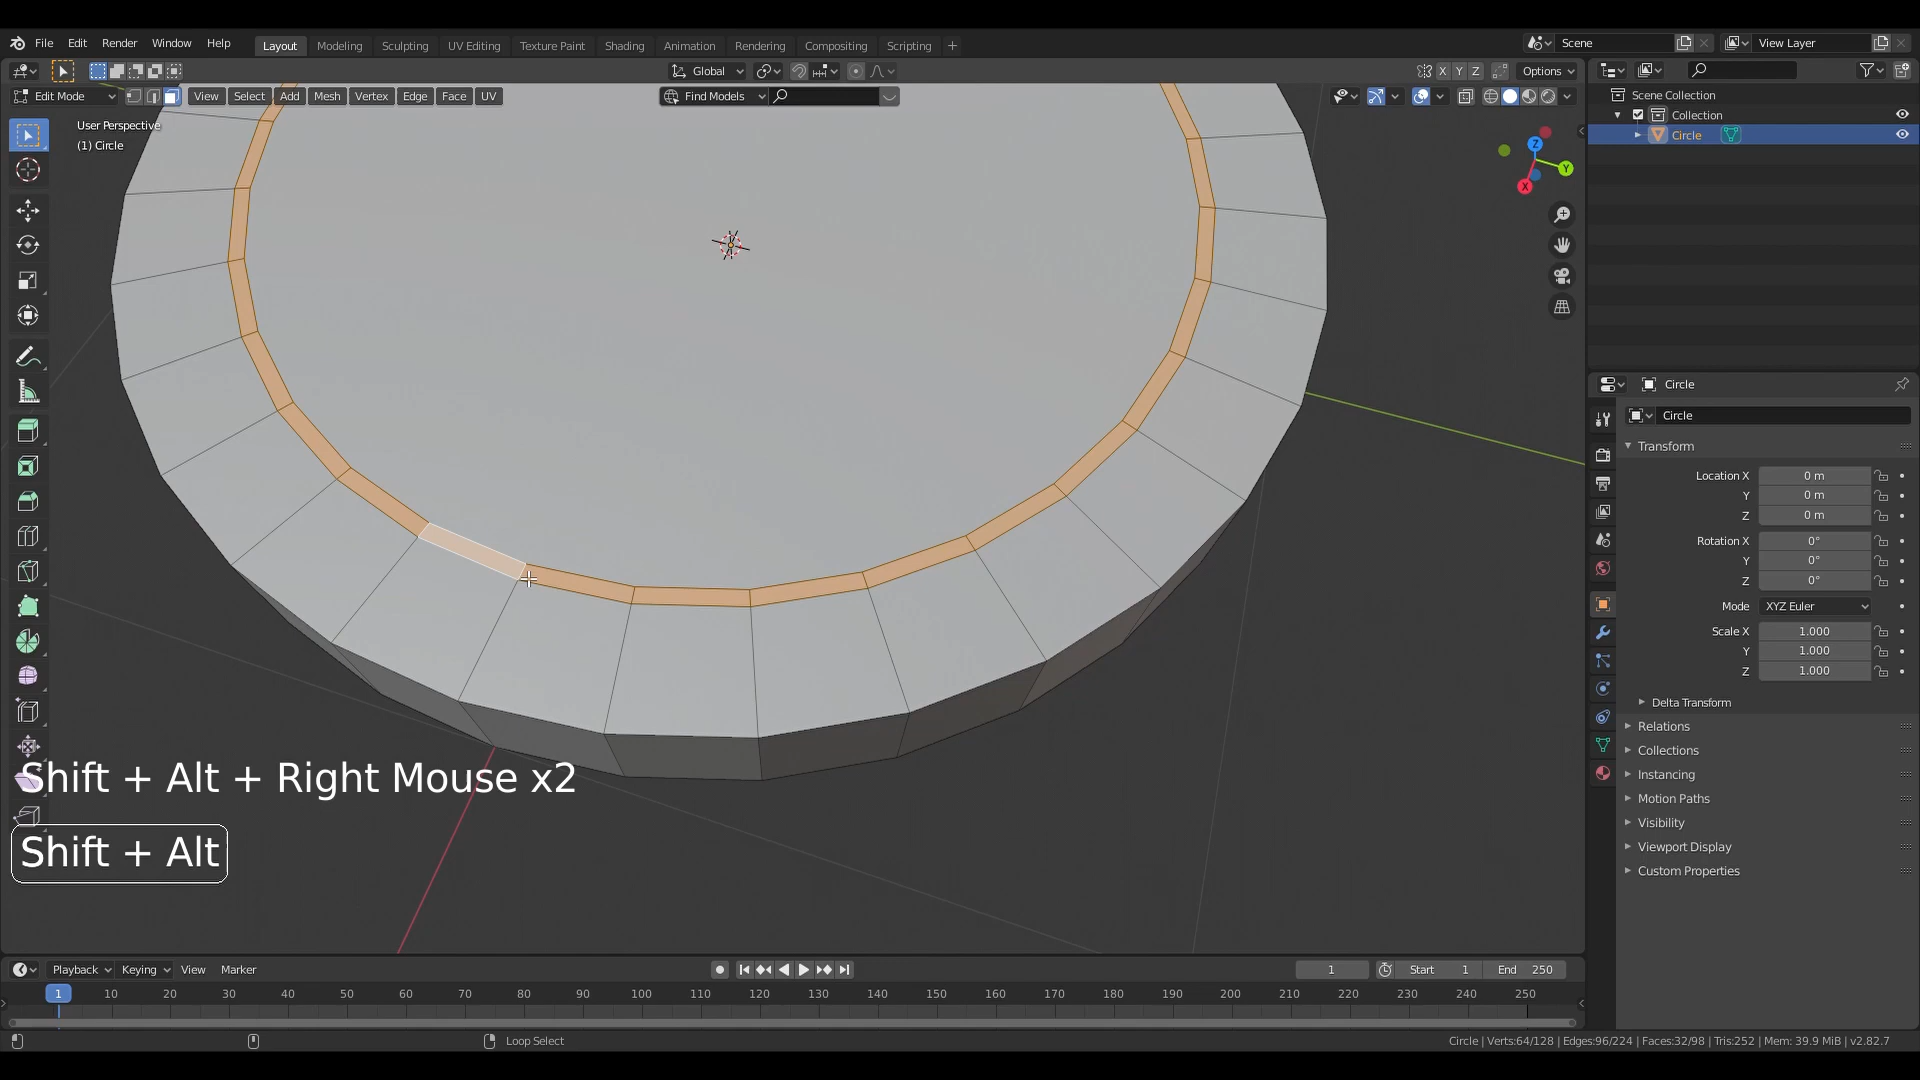 File Edit Render Window Help Layout Modeling Sculpting UV Editing Texture Paint Shading Animation Rendering Compositing Scripting + Scene View Layer
Global X Y Z Options
Edit Mode View Select Add Mesh Vertex Edge Face UV Find Models
User Perspective
(1) Circle
Z
Y
X
Scene Collection
Collection
Circle
Circle
Circle
Transform
Location X 0 m
Y 0 m
Z 0 m
Rotation X 0°
Y 0°
Z 0°
Mode XYZ Euler
Scale X 1.000
Y 1.000
Z 1.000
Delta Transform
Relations
Collections
Instancing
Motion Paths
Visibility
Viewport Display
Custom Properties
Shift + Alt + Right Mouse x2
Shift + Alt
Playback Keying View Marker 1 Start 1 End 250
1 10 20 30 40 50 60 70 80 90 100 110 120 130 140 150 160 170 180 190 200 210 220 230 240 250
Loop Select Circle | Verts:64/128 | Edges:96/224 | Faces:32/98 | Tris:252 | Mem: 39.9 MiB | v2.82.7